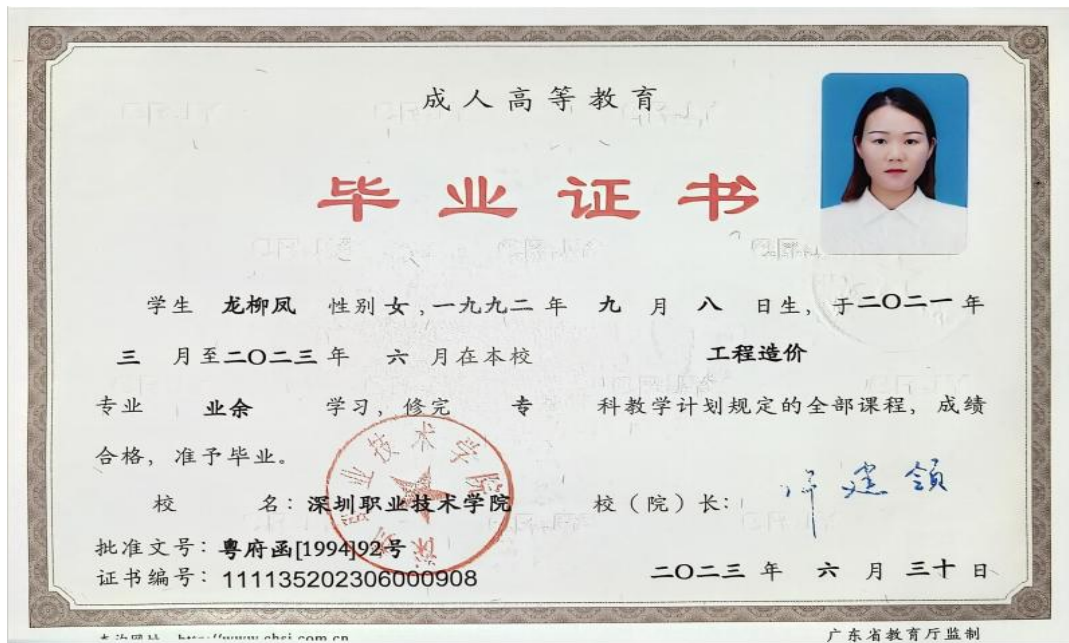 成人高等教育
毕业证书
学生 龙柳凤 性别 女，一九九二 年 九 月 八 日生，于二〇二一 年
三 月至二〇二三 年 六 月在本校 工程造价
专业 业余 学习，修完 专 科教学计划规定的全部课程，成绩
合格，准予毕业。
校 名：深圳职业技术学院 校（院）长：许建领
批准文号：粤府函[1994]92号
证书编号：111135202306000908 二〇二三 年 六 月 三十 日
广东省教育厅监制